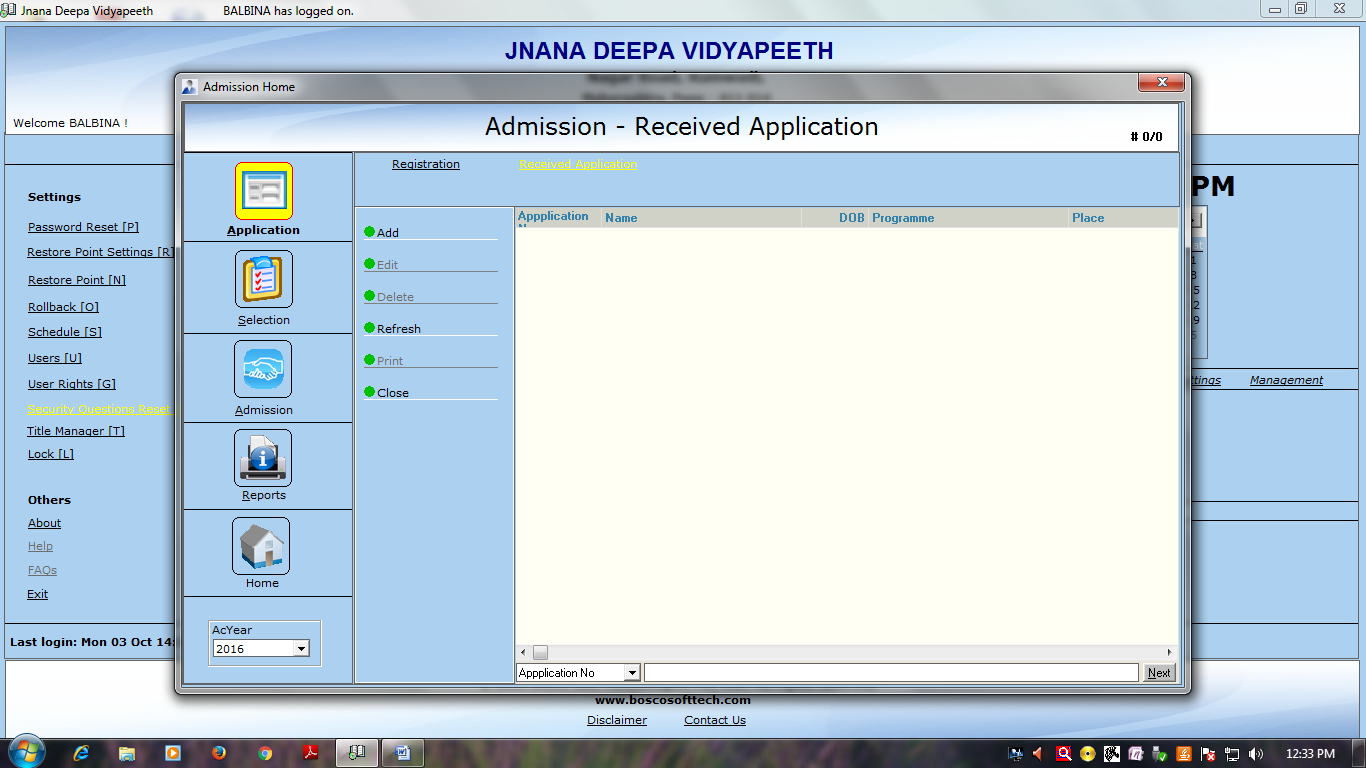 Jnana Deepa Vidyapeeth BALBINA has logged on.
JNANA DEEPA VIDYAPEETH
Admission Home
Welcome BALBINA !
Admission - Received Application
# 0/0
Registration Received Application
PM
Settings
Password Reset [P]
Restore Point Settings [R]
Restore Point [N]
Rollback [O]
Schedule [S]
Users [U]
User Rights [G]
Security Questions Reset
Title Manager [T]
Lock [L]
Others
About
Help
FAQs
Exit
Last login: Mon 03 Oct 14:
Application
Selection
Admission
Reports
Home
AcYear
2016
Add
Edit
Delete
Refresh
Print
Close
Appplication Name DOB Programme Place
Appplication No Next
ttings Management
www.boscosofttech.com
Disclaimer Contact Us
12:33 PM